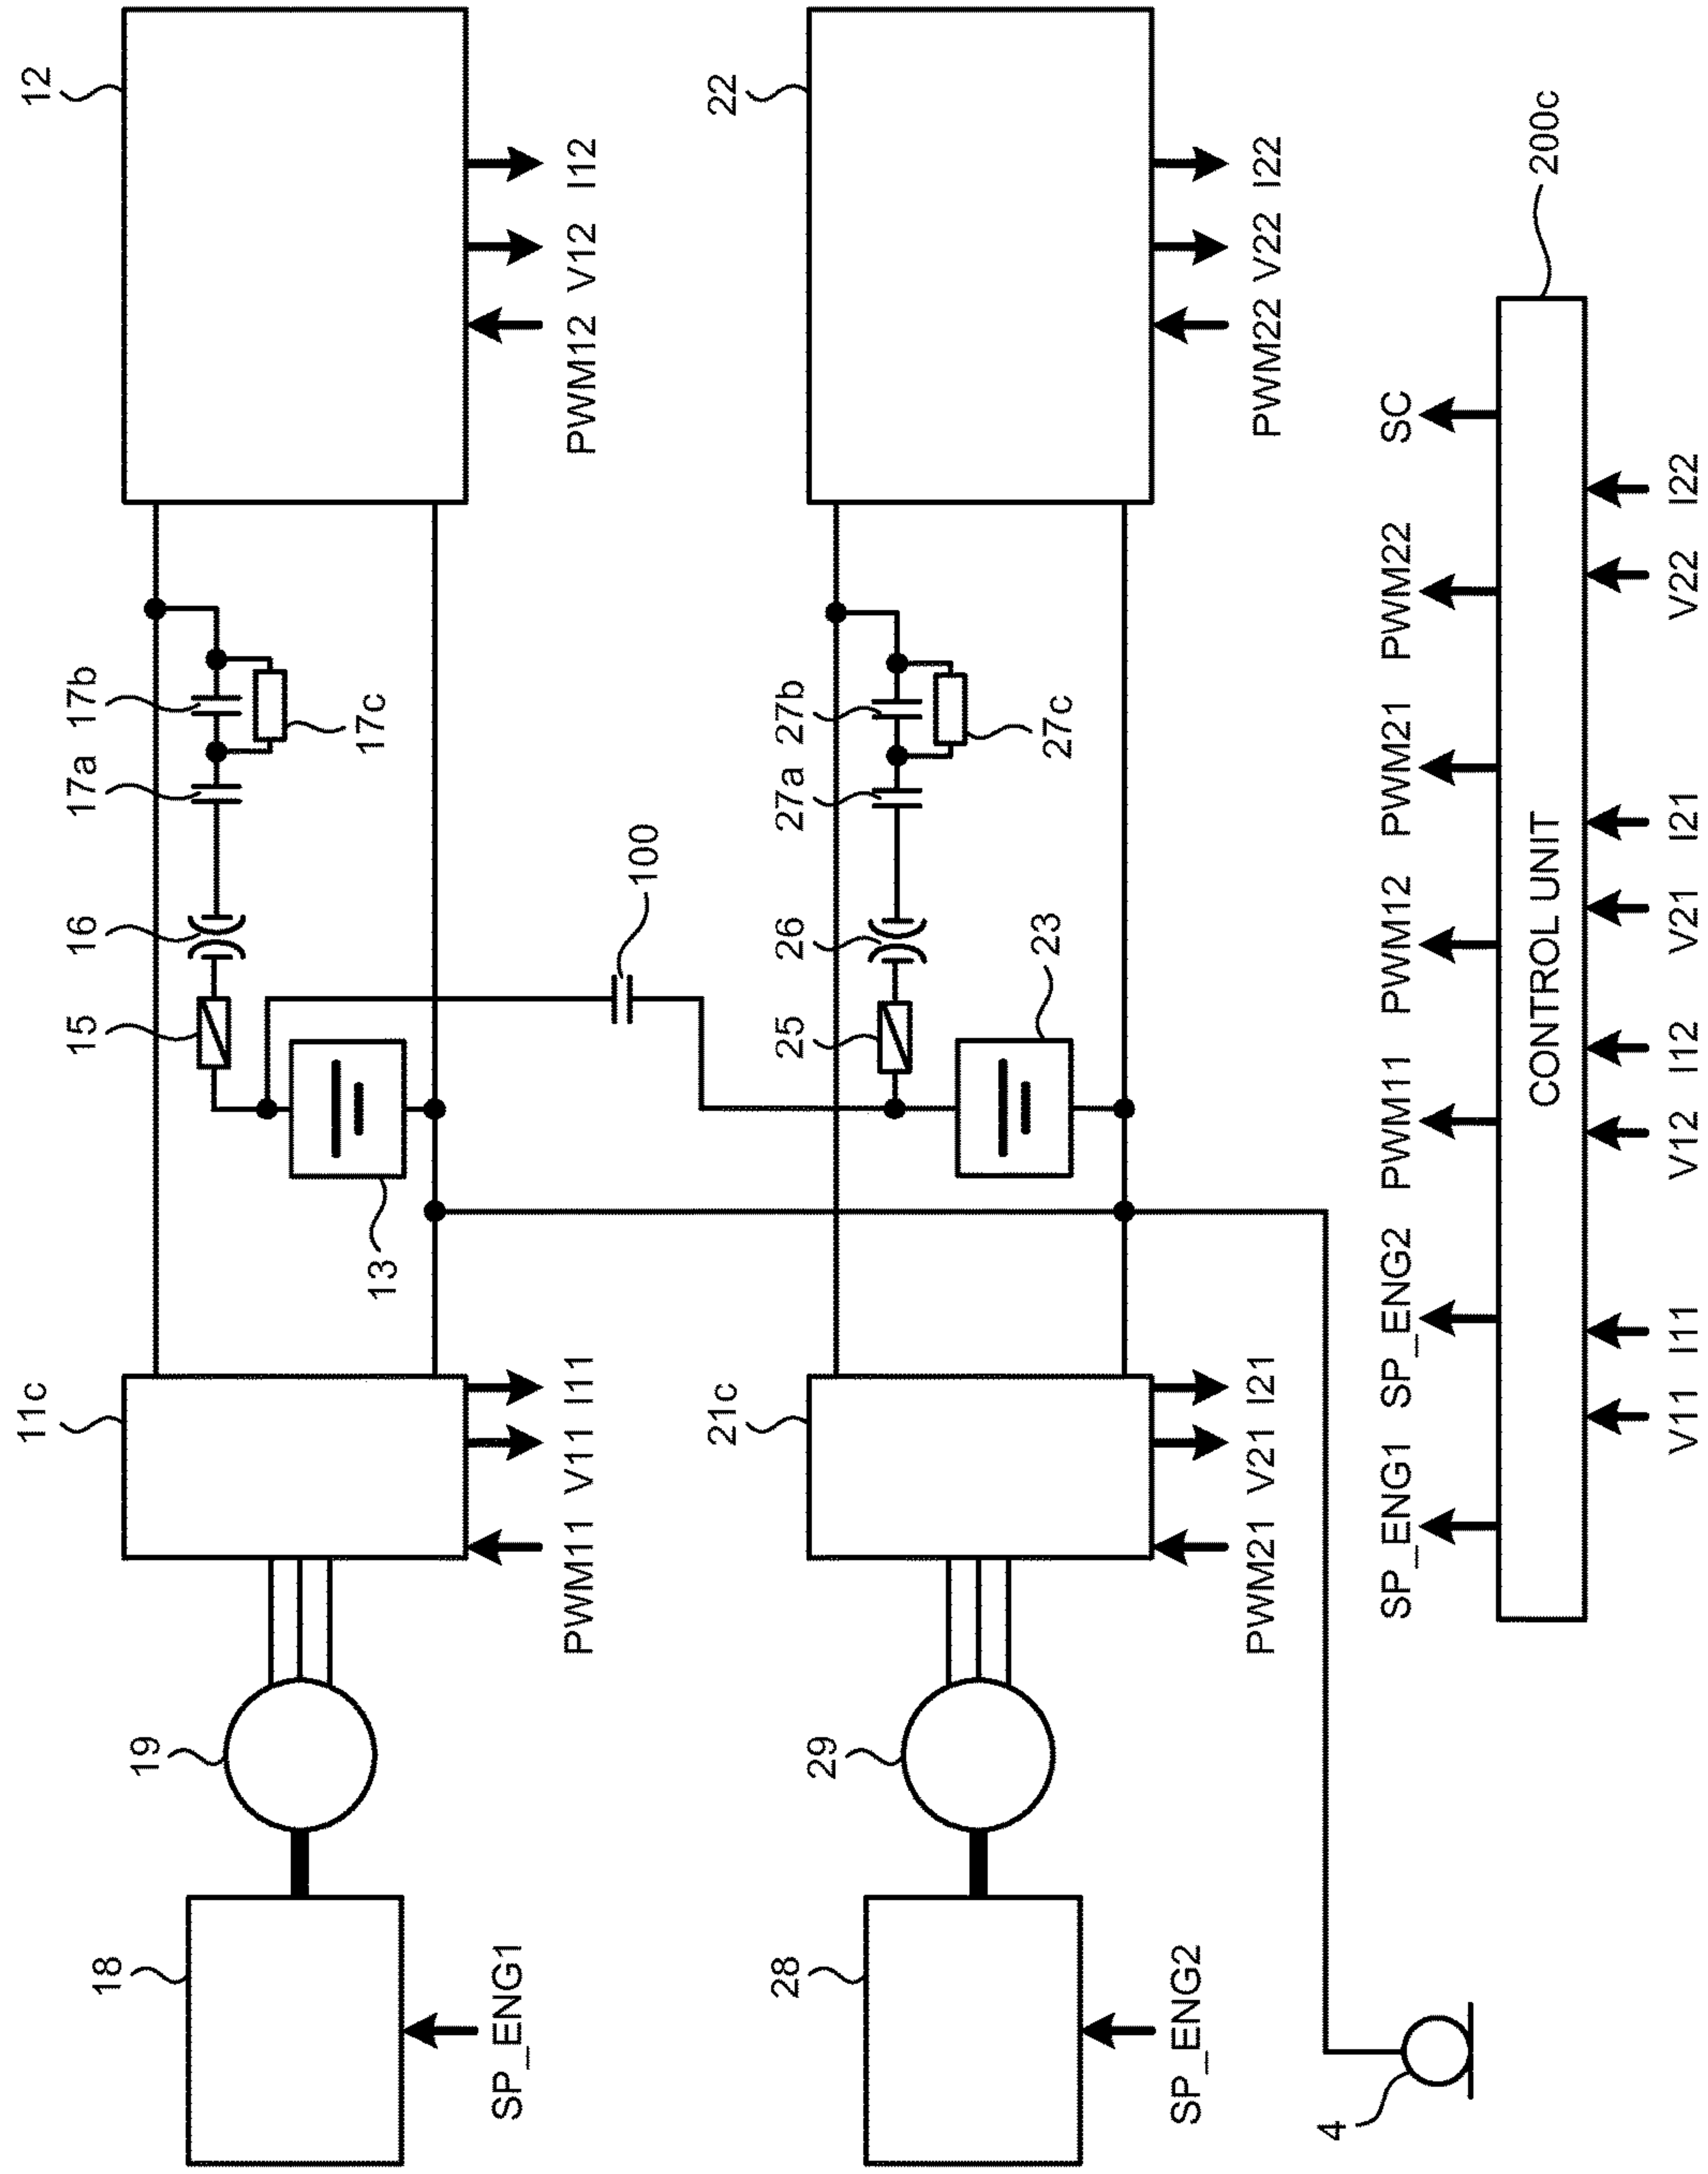 12
17b
17a
16
15
11c
19
18
17c
13
I12
V12
PWM12
100
I11
V11
PWM11
SP_ENG1
22
27b
27a
26
25
21c
29
28
27c
23
I22
V22
PWM22
I21
V21
PWM21
SP_ENG2
4
200c
SP_ENG1 SP_ENG2 PWM11 PWM12 PWM21 PWM22 SC
CONTROL UNIT
V11 I11 V12 I12 V21 I21 V22 I22